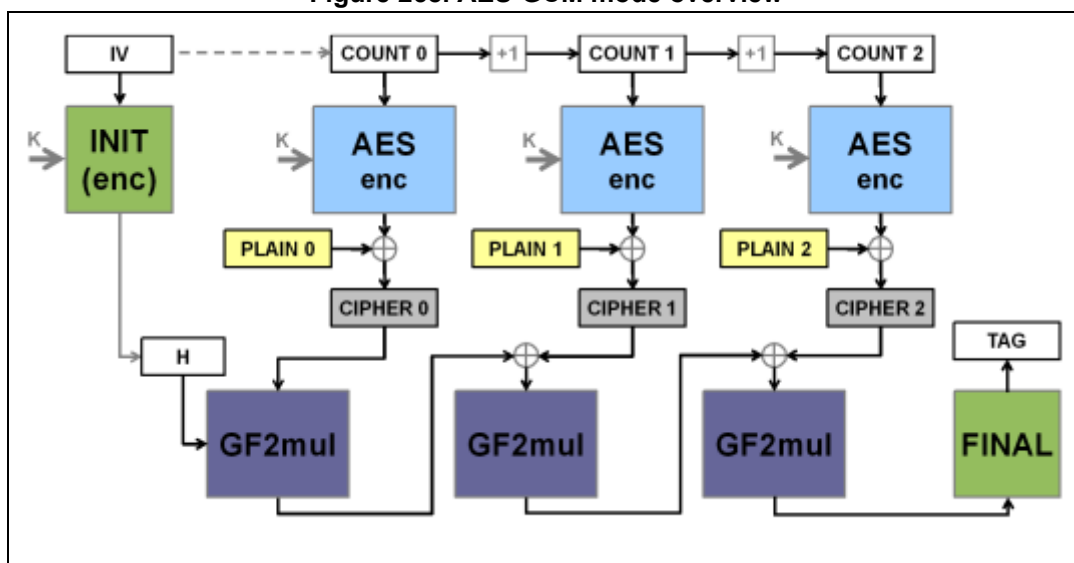 Figure AES GCM mode overview
IV
COUNT 0
+1
COUNT 1
+1
COUNT 2
K
INIT
(enc)
K
AES
enc
K
AES
enc
K
AES
enc
PLAIN 0
PLAIN 1
PLAIN 2
CIPHER 0
CIPHER 1
CIPHER 2
H
TAG
GF2mul
GF2mul
GF2mul
FINAL